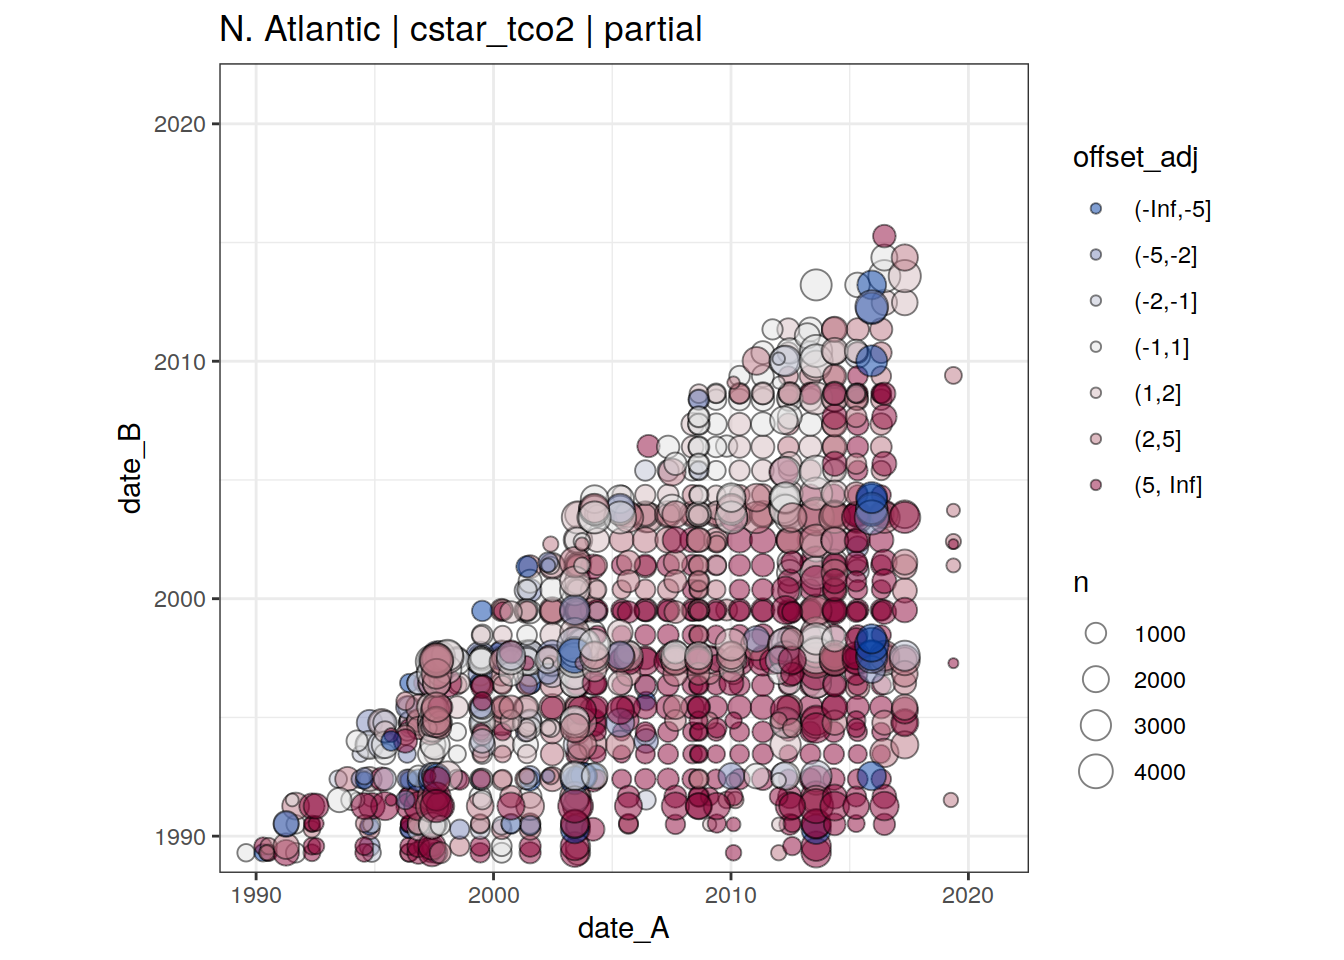 N. Atlantic | cstar_tco2 | partial
2020
2010
2000
1990
date_B
1990
2000
2010
2020
date_A
offset_adj
(-Inf,-5]
(-5,-2]
(-2,-1]
(-1,1]
(1,2]
(2,5]
(5, Inf]
n
1000
2000
3000
4000